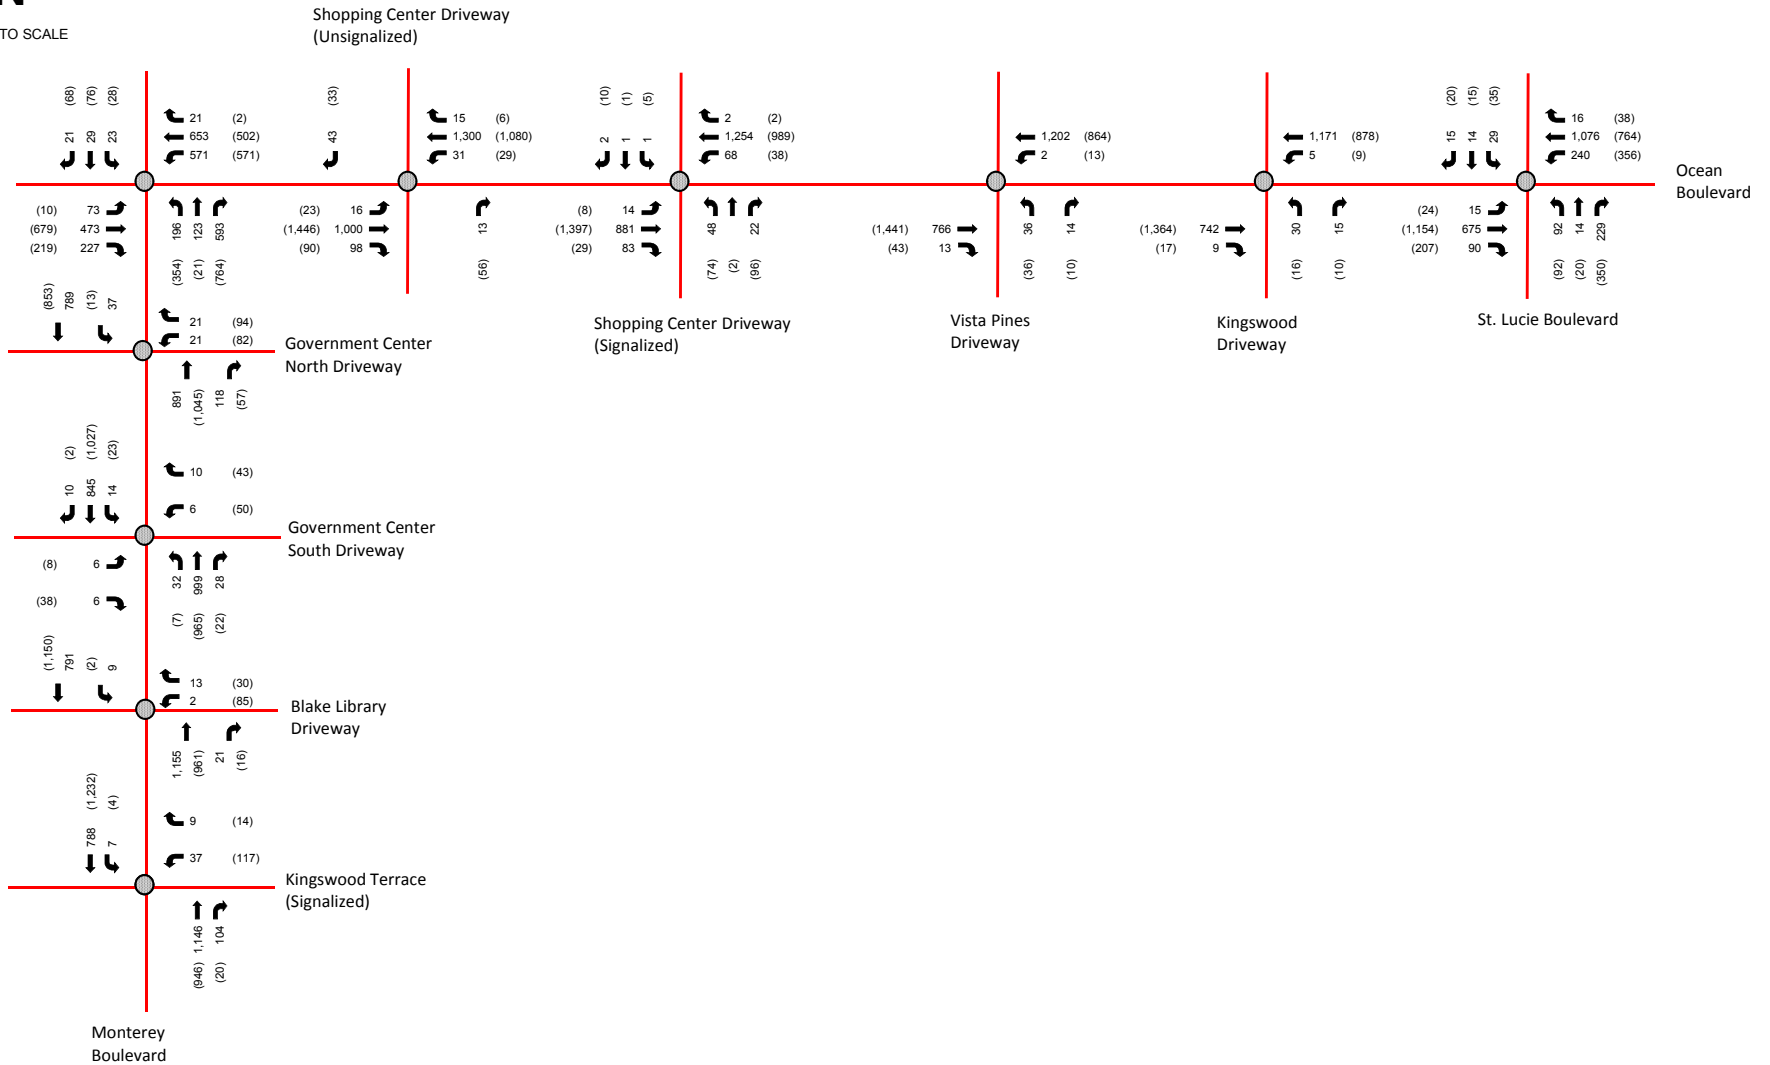 N
TO SCALE
Shopping Center Driveway
(Unsignalized)
(68) (76) (28)
21 29 23
21 (2)
653 (502)
571 (571)
(10) 73
(679) 473
(219) 227
196 123 593
(354) (21) (764)
(33)
43
15 (6)
1,300 (1,080)
31 (29)
(23) 16
(1,446) 1,000
(90) 98
13
(56)
(10) (1) (5)
2 1 1
2 (2)
1,254 (989)
68 (38)
(8) 14
(1,397) 881
(29) 83
48 22
(74) (2) (96)
Shopping Center Driveway
(Signalized)
1,202 (864)
2 (13)
(1,441) 766
(43) 13
36 14
(36) (10)
Vista Pines
Driveway
1,171 (878)
5 (9)
(1,364) 742
(17) 9
30 15
(16) (10)
Kingswood
Driveway
(20) (15) (35)
15 14 29
16 (38)
1,076 (764)
240 (356)
(24) 15
(1,154) 675
(207) 90
92 14 229
(92) (20) (350)
St. Lucie Boulevard
Ocean
Boulevard
(853) 789 (13) 37
21 (94)
21 (82)
Government Center
North Driveway
891 (1,045) 118 (57)
(2) (1,027) (23)
10 845 14
10 (43)
6 (50)
Government Center
South Driveway
(8) 6
(38) 6
32 999 28
(7) (965) (22)
(1,150) 791 (2) 9
13 (30)
2 (85)
Blake Library
Driveway
1,155 (961) 21 (16)
(1,232) (4)
788 7
9 (14)
37 (117)
Kingswood Terrace
(Signalized)
1,146 104
(946) (20)
Monterey
Boulevard